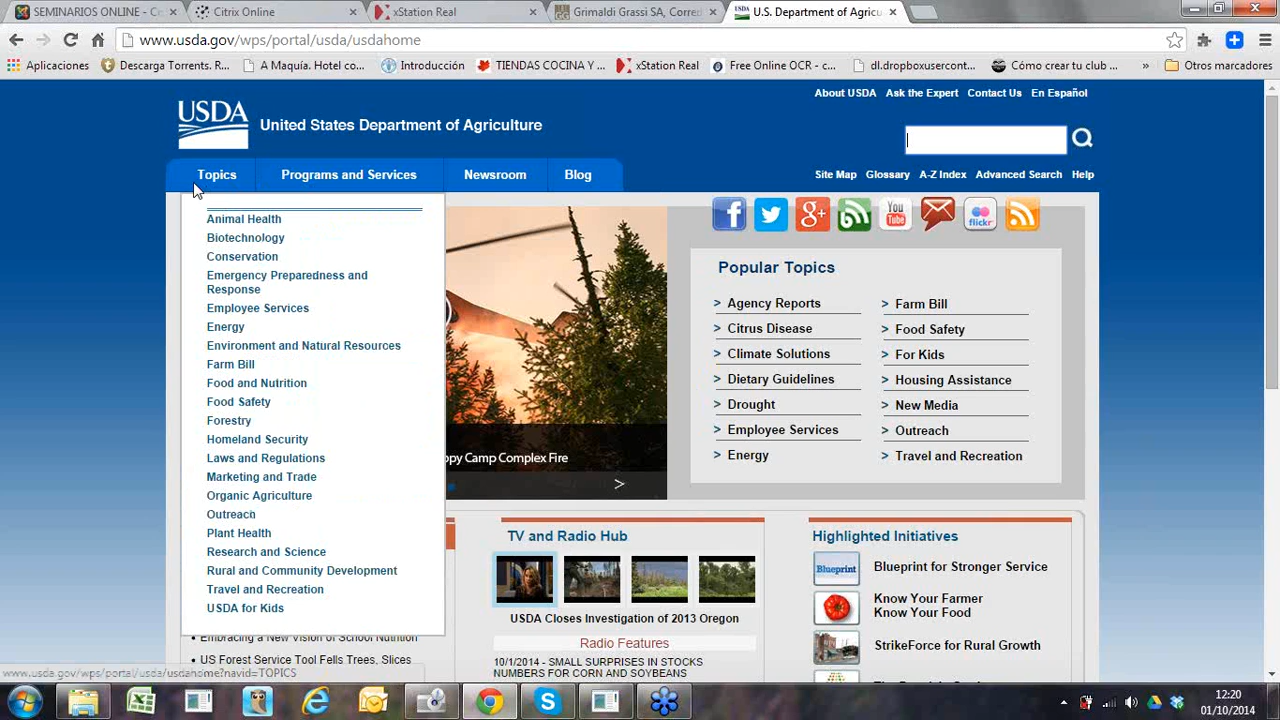 SEMINARIOS ONLINE - Ce
Citrix Online
xStation Real
Grimaldi Grassi SA, Corred
U.S. Department of Agricu
www.usda.gov/wps/portal/usda/usdahome
Aplicaciones
Descarga Torrents. R...
A Maquía. Hotel co...
Introducción
TIENDAS COCINA Y ...
xStation Real
Free Online OCR - c...
dl.dropboxusercont...
Cómo crear tu club ...
»
Otros marcadores
About USDA Ask the Expert Contact Us En Español
USDA
United States Department of Agriculture
Topics
Programs and Services
Newsroom
Blog
Site Map Glossary A-Z Index Advanced Search Help
Animal Health
Biotechnology
Conservation
Emergency Preparedness and
Response
Employee Services
Energy
Environment and Natural Resources
Farm Bill
Food and Nutrition
Food Safety
Forestry
Homeland Security
Laws and Regulations
Marketing and Trade
Organic Agriculture
Outreach
Plant Health
Research and Science
Rural and Community Development
Travel and Recreation
USDA for Kids
ppy Camp Complex Fire
>
You
Tube
flickr
Popular Topics
> Agency Reports
> Citrus Disease
> Climate Solutions
> Dietary Guidelines
> Drought
> Employee Services
> Energy
> Farm Bill
> Food Safety
> For Kids
> Housing Assistance
> New Media
> Outreach
> Travel and Recreation
• Embracing a New Vision of School Nutrition
• US Forest Service Tool Fells Trees, Slices
TV and Radio Hub
USDA Closes Investigation of 2013 Oregon
Radio Features
10/1/2014 - SMALL SURPRISES IN STOCKS
NUMBERS FOR CORN AND SOYBEANS
Highlighted Initiatives
Blueprint
Blueprint for Stronger Service
Know Your Farmer
Know Your Food
StrikeForce for Rural Growth
www.usda.gov/wps/portal/usda/usdahome?navid=TOPICS
12:20
01/10/2014